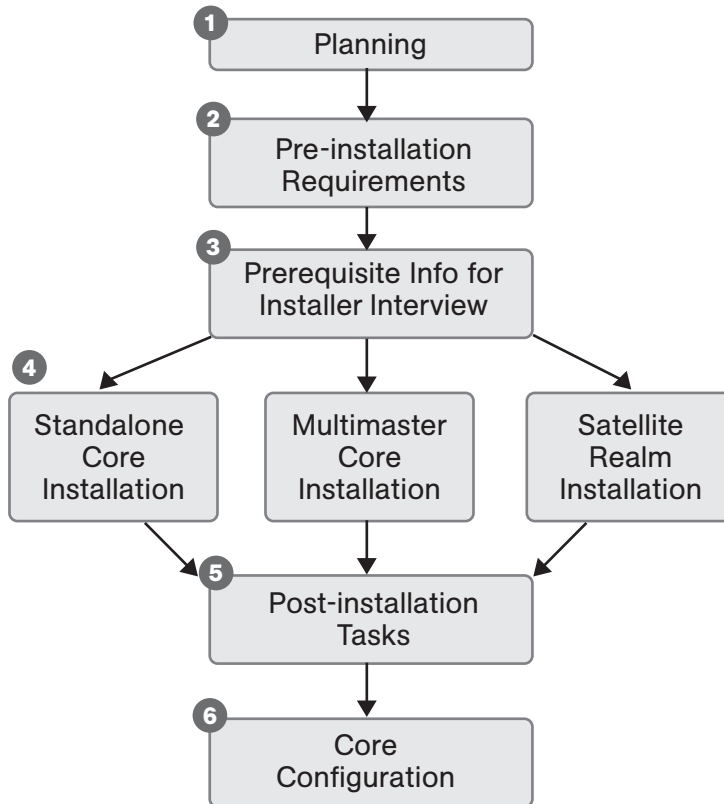 1
Planning
2
Pre-installation
Requirements
3
Prerequisite Info for
Installer Interview
4
Standalone
Core
Installation
Multimaster
Core
Installation
Satellite
Realm
Installation
5
Post-installation
Tasks
6
Core
Configuration